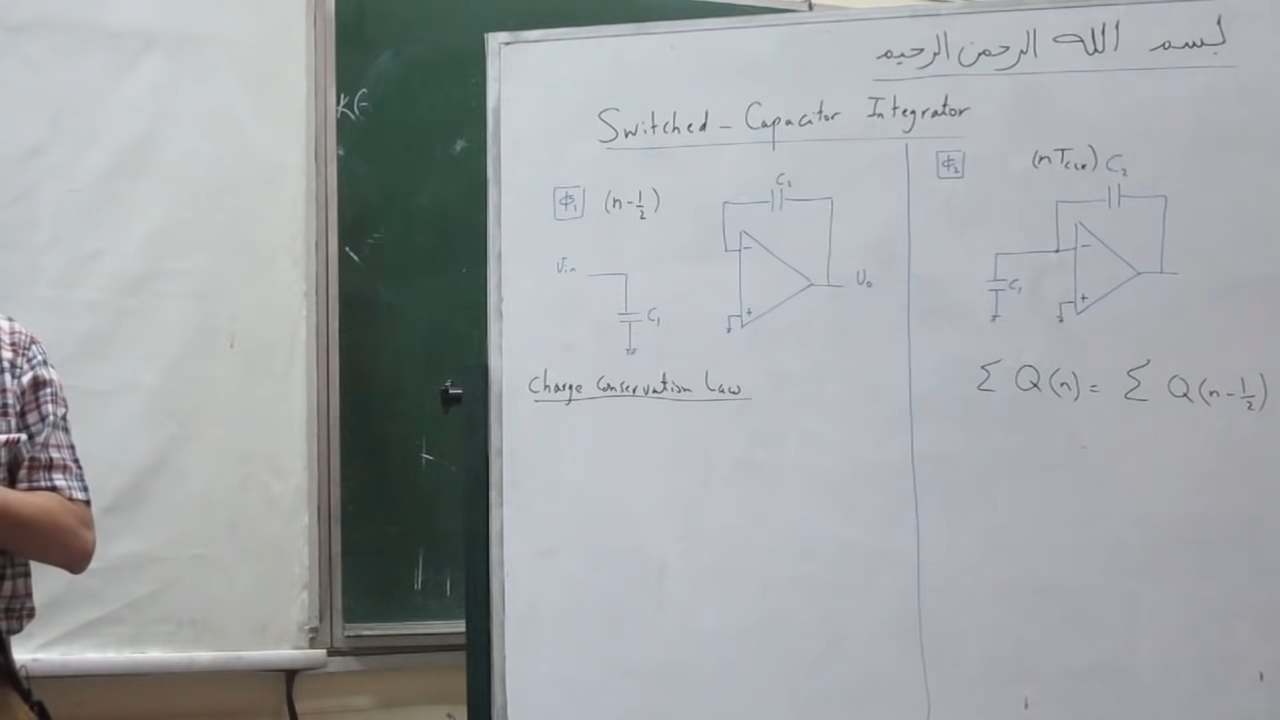 بسم الله الرحمن الرحيم
Switched - Capacitor Integrator
Φ1 (n-1/2)
Vin
C1
C2
- +
Vo
Charge Conservation Law
Φ2 (nTCLK) C2
C1
- +
Σ Q(n) = Σ Q(n-1/2)